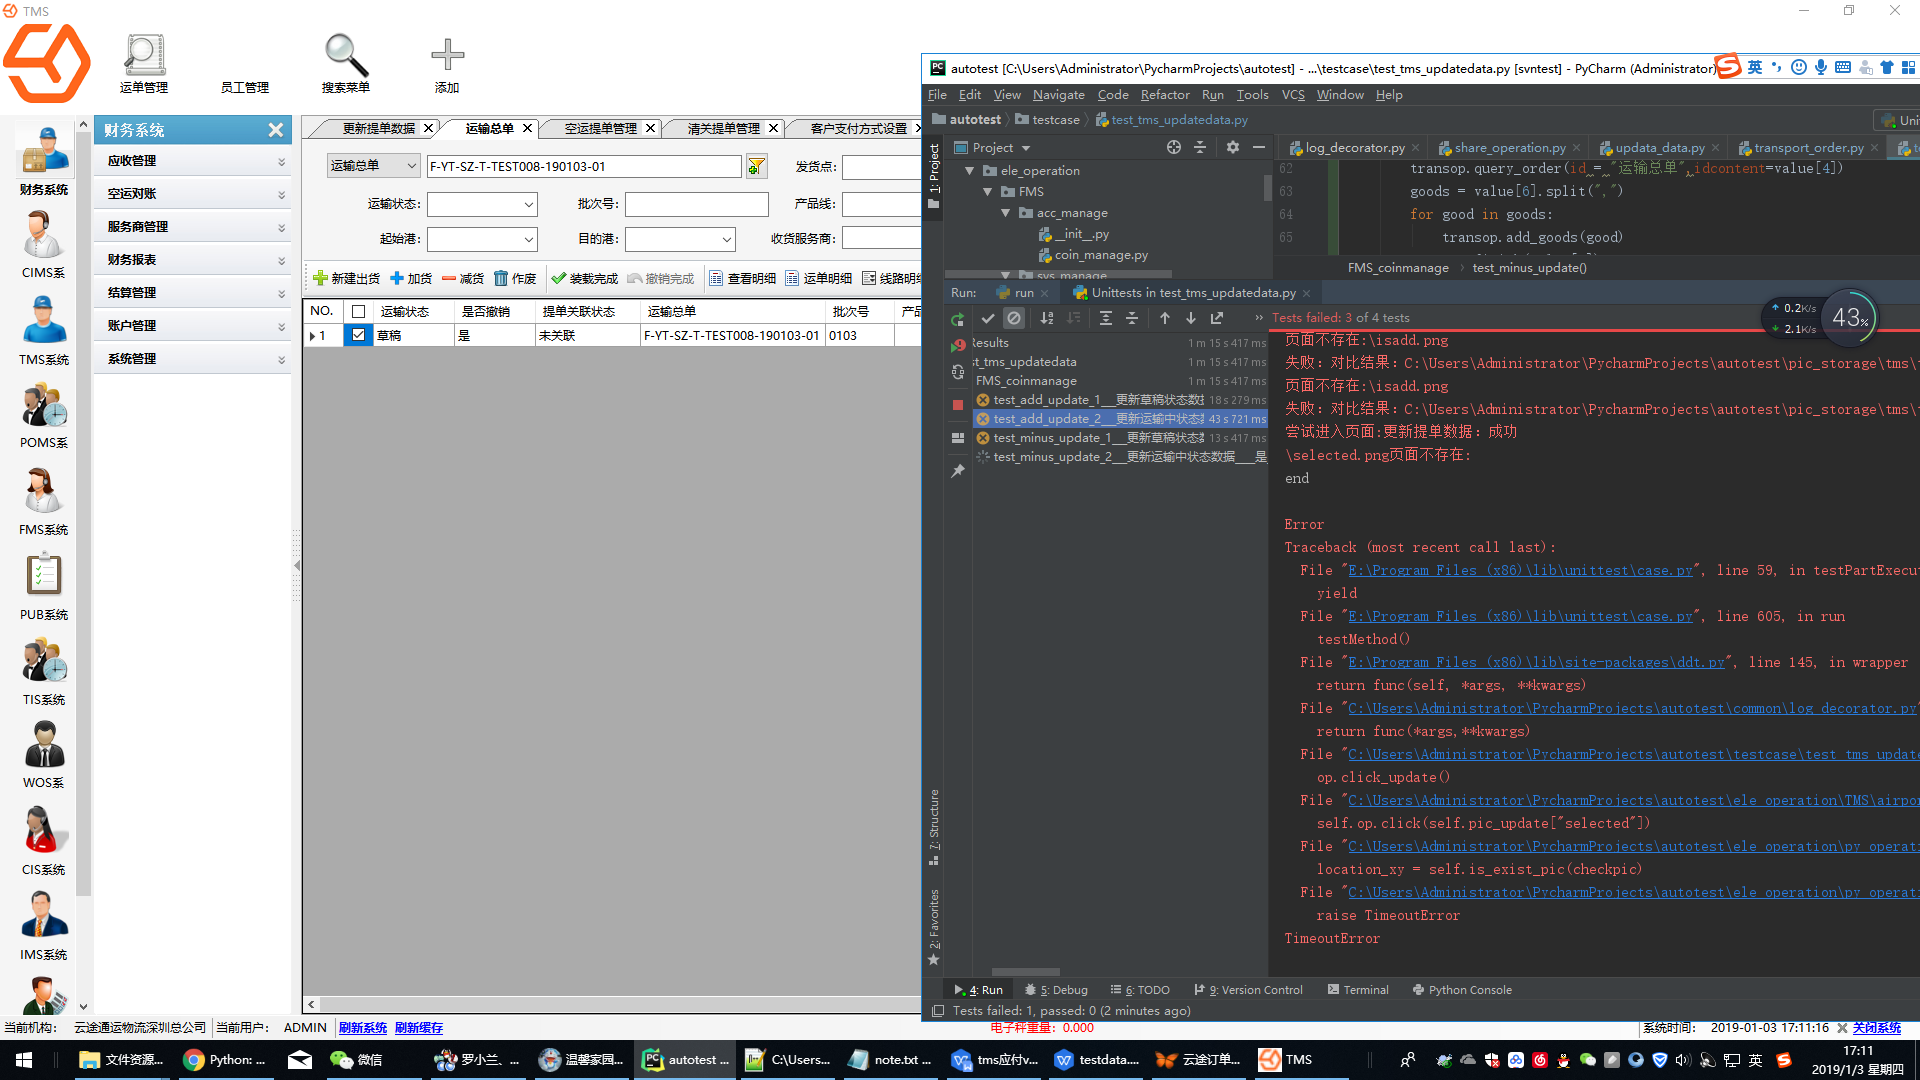 TMS
运单管理
员工管理
搜索菜单
添加
财务系统
CIMS系
TMS系统
POMS系
FMS系统
PUB系统
TIS系统
WOS系
CIS系统
IMS系统
财务系统
应收管理
空运对账
服务商管理
财务报表
结算管理
账户管理
系统管理
更新提单数据
运输总单
空运提单管理
清关提单管理
客户支付方式设置
运输总单
F-YT-SZ-T-TEST008-190103-01
发货点:
运输状态:
批次号:
产品线:
起始港:
目的港:
收货服务商:
新建出货 加货 减货 作废 装载完成 撤销完成 查看明细 运单明细 线路明细
NO. 运输状态 是否撤销 提单关联状态 运输总单 批次号 产品
1 草稿 是 未关联 F-YT-SZ-T-TEST008-190103-01 0103
autotest [C:\Users\Administrator\PycharmProjects\autotest] - ...\testcase\test_tms_updatedata.py [svntest] - PyCharm (Administrator)
英
File Edit View Navigate Code Refactor Run Tools VCS Window Help
autotest testcase test_tms_updatedata.py
Uni
1: Project
Project
ele_operation
FMS
acc_manage
__init__.py
coin_manage.py
sys_manage
log_decorator.py share_operation.py updata_data.py transport_order.py
62 transop.query_order(id = "运输总单",idcontent=value[4])
63 goods = value[6].split(",")
64 for good in goods:
65 transop.add_goods(good)
FMS_coinmanage test_minus_update()
Run: run Unittests in test_tms_updatedata.py
0.2K/s
2.1K/s
43%
Tests failed: 3 of 4 tests
Results 1 m 15 s 417 ms
st_tms_updatedata 1 m 15 s 417 ms
FMS_coinmanage 1 m 15 s 417 ms
test_add_update_1__更新草稿状态数 18 s 279 ms
test_add_update_2__更新运输中状态 43 s 721 ms
test_minus_update_1__更新草稿状态 13 s 417 ms
test_minus_update_2__更新运输中状态数据___是
页面不存在:\isadd.png
失败: 对比结果: C:\Users\Administrator\PycharmProjects\autotest\pic_storage\tms\
页面不存在:\isadd.png
失败: 对比结果: C:\Users\Administrator\PycharmProjects\autotest\pic_storage\tms\
尝试进入页面:更新提单数据: 成功
\selected.png页面不存在:
end
Error
Traceback (most recent call last):
File "E:\Program Files (x86)\lib\unittest\case.py", line 59, in testPartExecut
yield
File "E:\Program Files (x86)\lib\unittest\case.py", line 605, in run
testMethod()
File "E:\Program Files (x86)\lib\site-packages\ddt.py", line 145, in wrapper
return func(self, *args, **kwargs)
File "C:\Users\Administrator\PycharmProjects\autotest\common\log_decorator.py"
return func(*args,**kwargs)
File "C:\Users\Administrator\PycharmProjects\autotest\testcase\test_tms_update
op.click_update()
File "C:\Users\Administrator\PycharmProjects\autotest\ele_operation\TMS\airpor
self.op.click(self.pic_update["selected"])
File "C:\Users\Administrator\PycharmProjects\autotest\ele_operation\py_operati
location_xy = self.is_exist_pic(checkpic)
File "C:\Users\Administrator\PycharmProjects\autotest\ele_operation\py_operati
raise TimeoutError
TimeoutError
7: Structure
2: Favorites
4: Run 5: Debug 6: TODO 9: Version Control Terminal Python Console
Tests failed: 1, passed: 0 (2 minutes ago)
当前机构: 云途通运物流深圳总公司 当前用户: ADMIN 刷新系统 刷新缓存
电子秤重量: 0.000
系统时间: 2019-01-03 17:11:16 关闭系统
文件资源...
Python: ...
微信
罗小兰、...
温馨家园...
autotest ...
C:\Users...
note.txt ...
tms应付v...
testdata....
云途订单...
TMS
英
17:11
2019/1/3 星期四